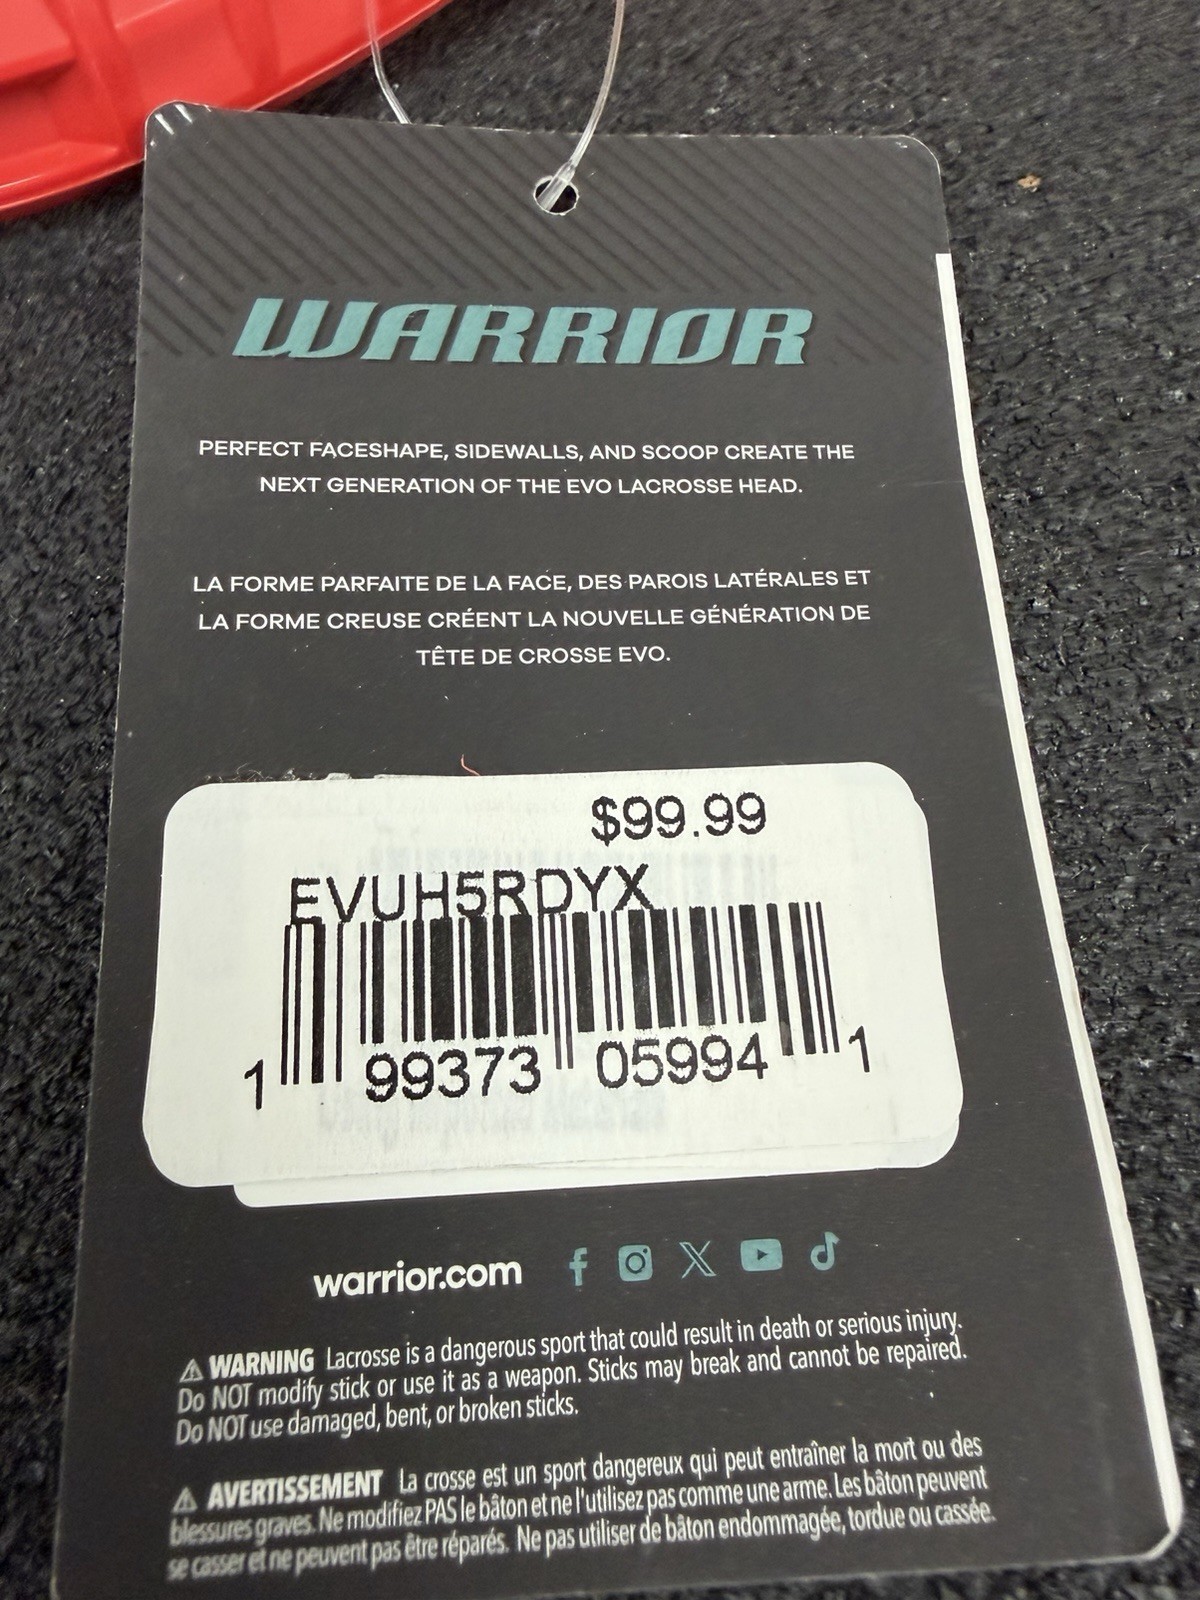 WARRIOR
PERFECT FACESHAPE, SIDEWALLS, AND SCOOP CREATE THE
NEXT GENERATION OF THE EVO LACROSSE HEAD.
LA FORME PARFAITE DE LA FACE, DES PAROIS LATÉRALES ET
LA FORME CREUSE CRÉENT LA NOUVELLE GÉNÉRATION DE
TÊTE DE CROSSE EVO.
$99.99
EVUH5RDYX
1 99373 05994 1
warrior.com
⚠ WARNING Lacrosse is a dangerous sport that could result in death or serious injury.
Do NOT modify stick or use it as a weapon. Sticks may break and cannot be repaired.
Do NOT use damaged, bent, or broken sticks.
⚠ AVERTISSEMENT La crosse est un sport dangereux qui peut entraîner la mort ou des
blessures graves. Ne modifiez PAS le bâton et ne l'utilisez pas comme une arme. Les bâton peuvent
se casser et ne peuvent pas être réparés. Ne pas utiliser de bâton endommagée, tordue ou cassée.